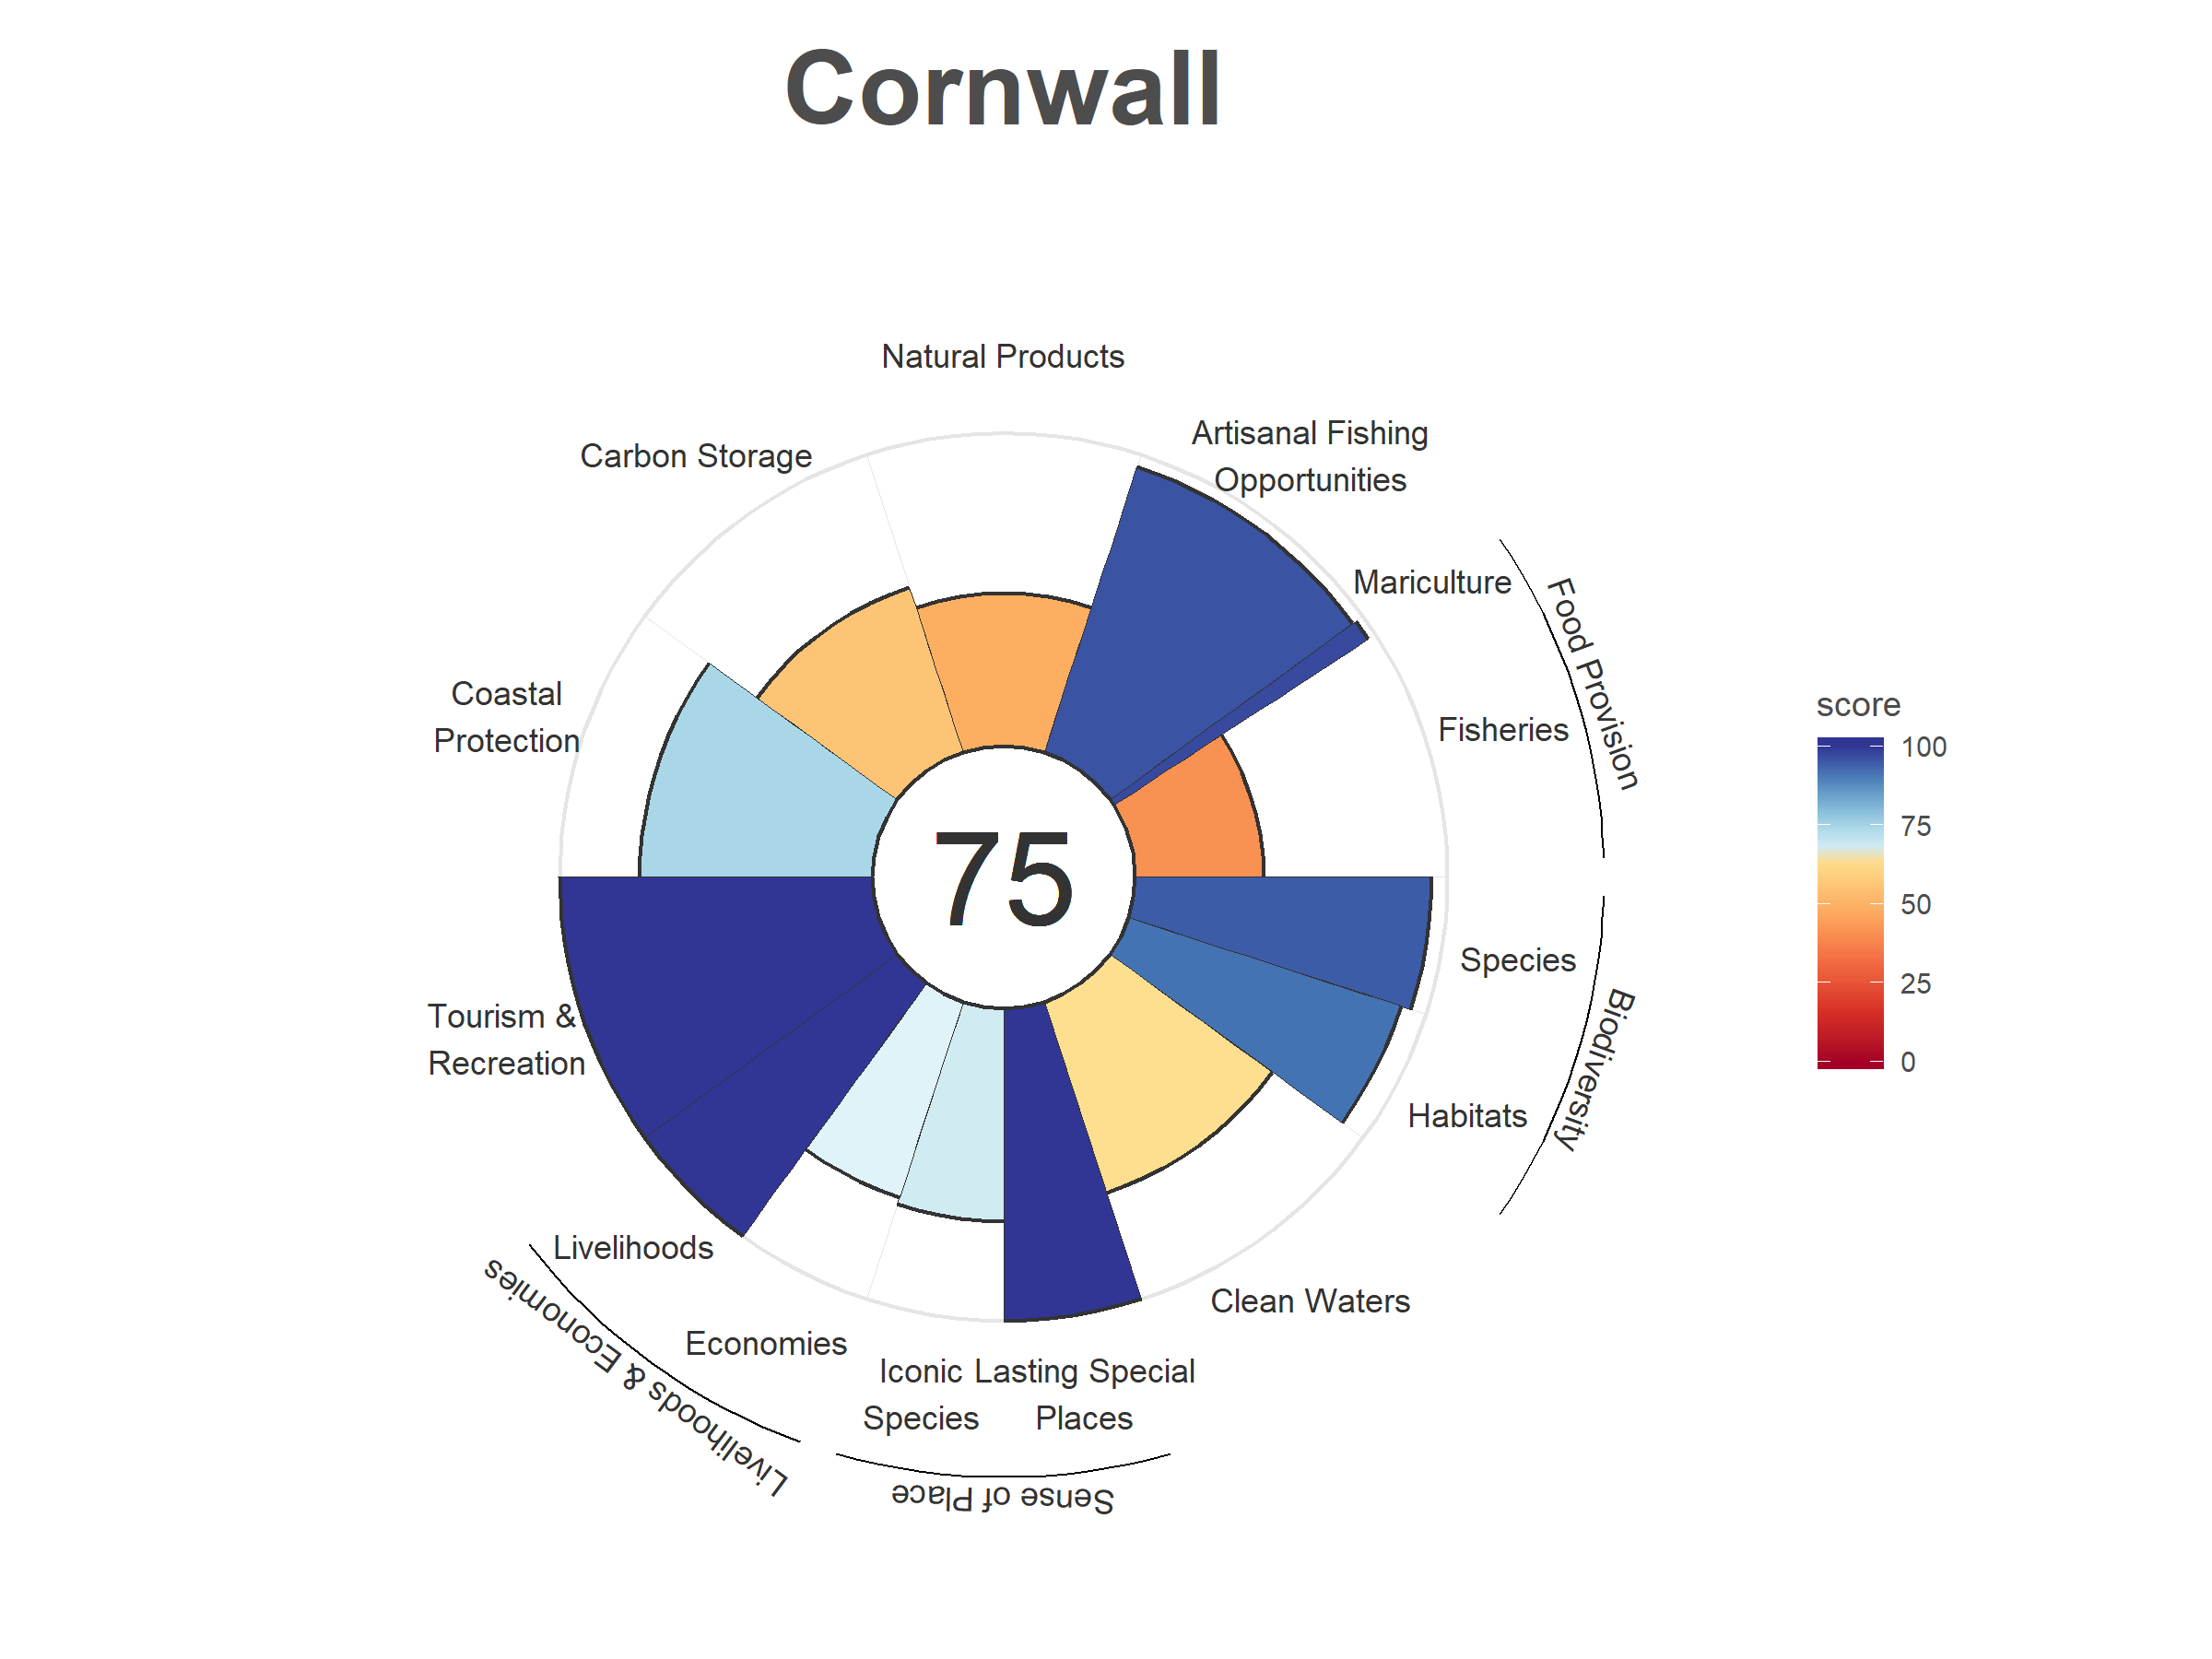 Cornwall
Natural Products
Artisanal Fishing
Opportunities
Carbon Storage
Mariculture
Food Provision
Fisheries
Coastal
Protection
score
100
75
50
25
0
75
Species
Biodiversity
Habitats
Tourism &
Recreation
Livelihoods
Clean Waters
Economies
Iconic
Species
Lasting Special
Places
Livelihoods & Economies
Sense of Place